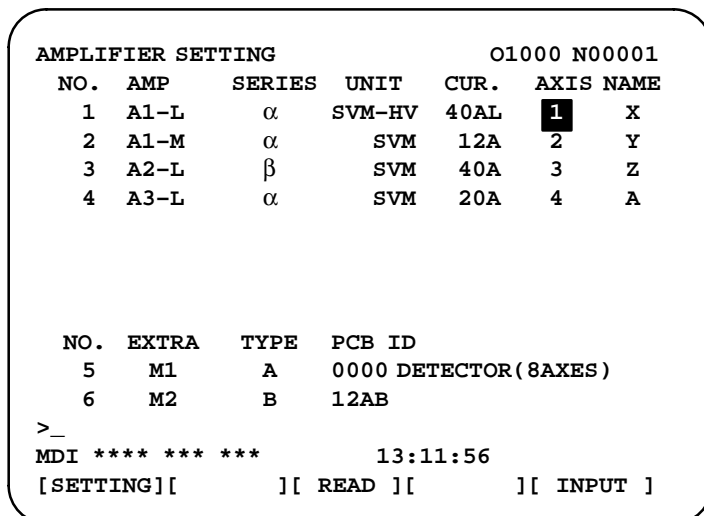 AMPLIFIER SETTING O1000 N00001
NO. AMP SERIES UNIT CUR. AXIS NAME
1 A1-L α SVM-HV 40AL 1 X
2 A1-M α SVM 12A 2 Y
3 A2-L β SVM 40A 3 Z
4 A3-L α SVM 20A 4 A
NO. EXTRA TYPE PCB ID
5 M1 A 0000 DETECTOR(8AXES)
6 M2 B 12AB
>_
MDI **** *** *** 13:11:56
[SETTING][ ][ READ ][ ][ INPUT ]